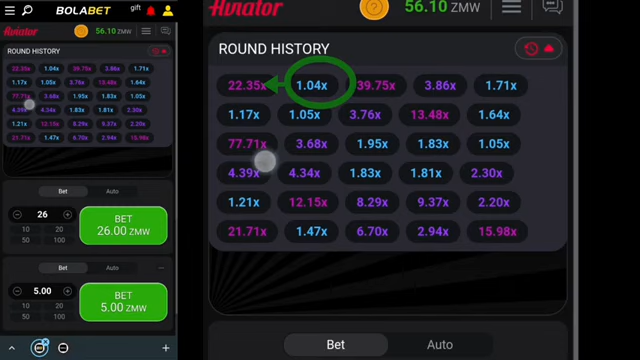 BOLABET gift
Aviator 56.10 ZMW
ROUND HISTORY
22.35x 1.04x 39.75x 3.86x 1.71x
1.17x 1.05x 3.76x 13.48x 1.64x
77.71x 3.68x 1.95x 1.83x 1.05x
4.39x 4.34x 1.83x 1.81x 2.30x
1.21x 12.15x 8.29x 9.37x 2.20x
21.71x 1.47x 6.70x 2.94x 15.98x
Bet Auto
26
10 20
50 100
BET
26.00 ZMW
Bet Auto
5.00
10 20
50 100
BET
5.00 ZMW
Aviator 56.10 ZMW
ROUND HISTORY
22.35x 1.04x 39.75x 3.86x 1.71x
1.17x 1.05x 3.76x 13.48x 1.64x
77.71x 3.68x 1.95x 1.83x 1.05x
4.39x 4.34x 1.83x 1.81x 2.30x
1.21x 12.15x 8.29x 9.37x 2.20x
21.71x 1.47x 6.70x 2.94x 15.98x
Bet Auto